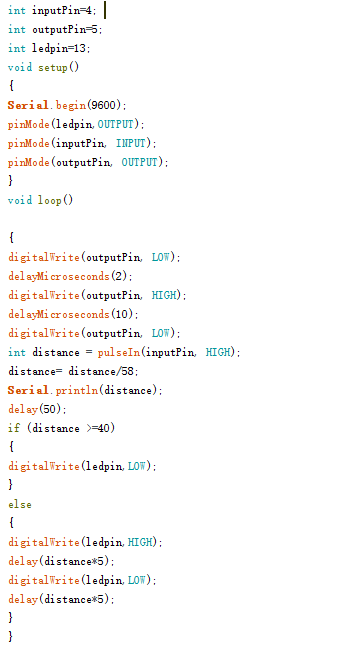 int inputPin=4;
int outputPin=5;
int ledpin=13;
void setup()
{
Serial.begin(9600);
pinMode(ledpin,OUTPUT);
pinMode(inputPin, INPUT);
pinMode(outputPin, OUTPUT);
}
void loop()
{
digitalWrite(outputPin, LOW);
delayMicroseconds(2);
digitalWrite(outputPin, HIGH);
delayMicroseconds(10);
digitalWrite(outputPin, LOW);
int distance = pulseIn(inputPin, HIGH);
distance= distance/58;
Serial.println(distance);
delay(50);
if (distance >=40)
{
digitalWrite(ledpin,LOW);
}
else
{
digitalWrite(ledpin,HIGH);
delay(distance*5);
digitalWrite(ledpin,LOW);
delay(distance*5);
}
}